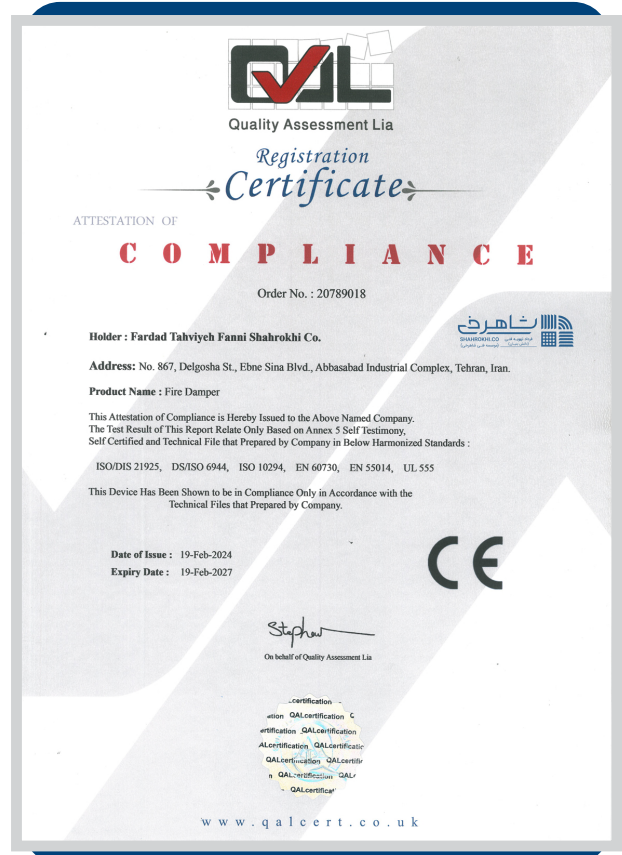 QAL
Quality Assessment Lia
Registration
Certificate
ATTESTATION OF
COMPLIANCE
Order No. : 20789018
شاهرخی
SHAHROKHI.CO
Holder : Fardad Tahviyeh Fanni Shahrokhi Co.
Address: No. 867, Delgosha St., Ebne Sina Blvd., Abbasabad Industrial Complex, Tehran, Iran.
Product Name : Fire Damper
This Attestation of Compliance is Hereby Issued to the Above Named Company.
The Test Result of This Report Relate Only Based on Annex 5 Self Testimony,
Self Certified and Technical File that Prepared by Company in Below Harmonized Standards :
ISO/DIS 21925, DS/ISO 6944, ISO 10294, EN 60730, EN 55014, UL 555
This Device Has Been Shown to be in Compliance Only in Accordance with the
Technical Files that Prepared by Company.
Date of Issue : 19-Feb-2024
Expiry Date : 19-Feb-2027
CE
On behalf of Quality Assessment Lia
certification
QALcertification
QALcertification
QALcertification
QALcertification
QALcertification
www.qalcert.co.uk